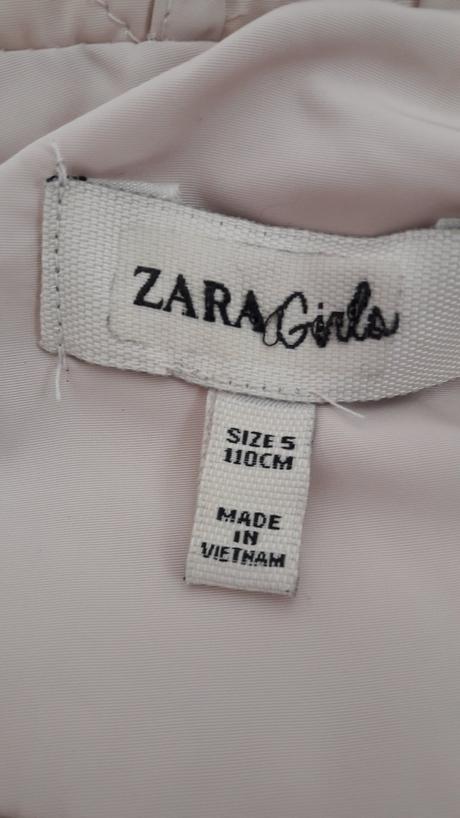 ZARA Girls
SIZE 5
110CM
MADE
IN
VIETNAM